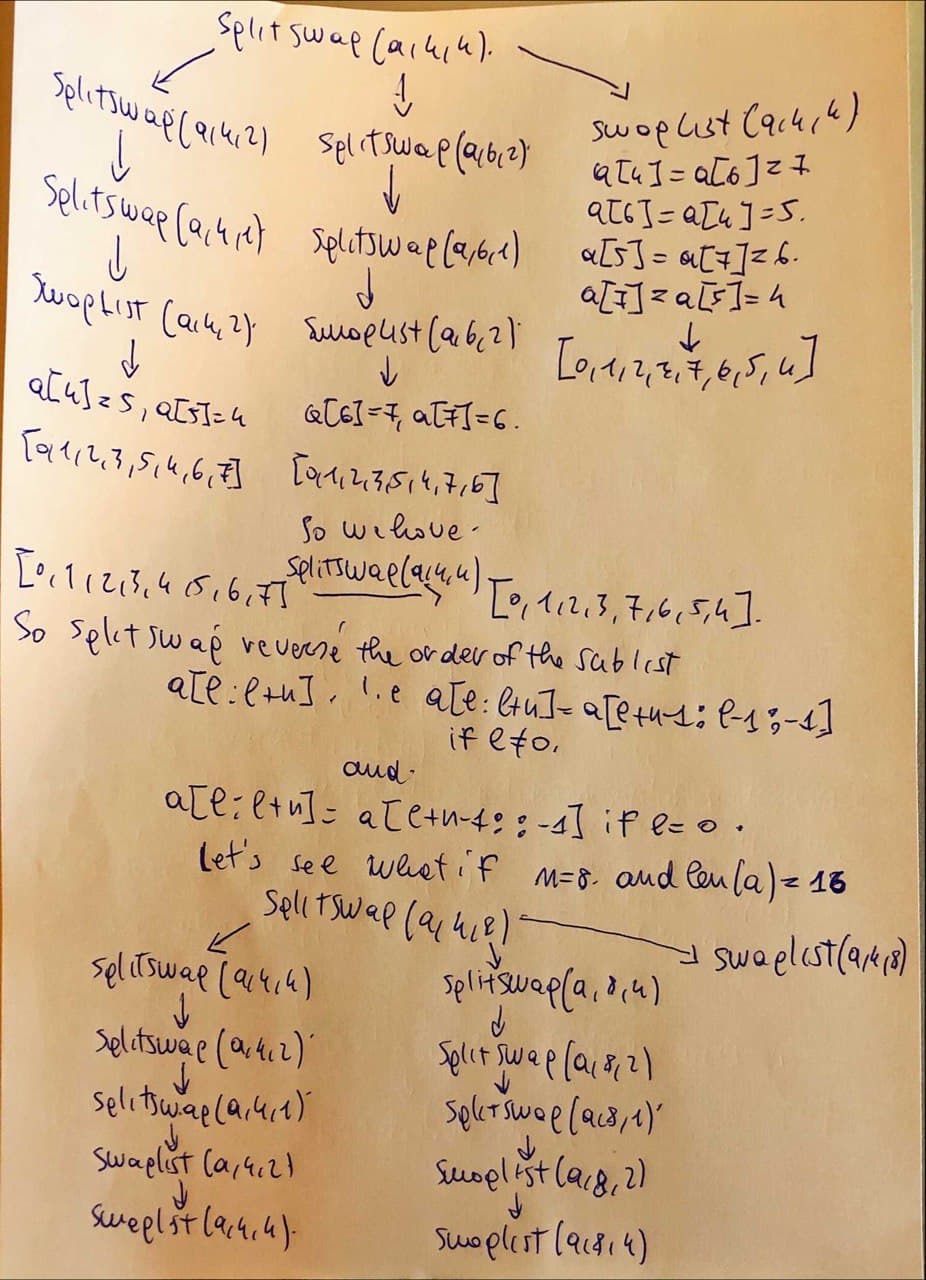 Splitswap(a,4,4).
Splitswap(a,4,2)
Splitswap(a,4,1)
SwapList (a,4,2)
a[4]=5, a[5]=4
[0,1,2,3,5,4,6,7]
splitswap(a,6,2)
Splitswap(a,6,1)
SwapList(a,6,2)
a[6]=7, a[7]=6.
[0,1,2,3,5,4,7,6]
swaplist (a,4,4)
a[4]=a[6]=7
a[6]=a[4]=5.
a[5]=a[7]=6.
a[7]=a[5]=4
[0,1,2,3,7,6,5,4]
So we have
[0,1,2,3,4,5,6,7] splitswap(a,4,4) [0,1,2,3,7,6,5,4].
So splitswap reverse the order of the sublist
a[l:l+n], i.e a[l:l+n]=a[l+n-1:l-1:-1]
if l≠0.
and
a[l:l+n]= a[l+n-1::-1] if l=0.
Let's see what if n=8. and len(a)=16
Splitswap(a,4,8)
splitswap(a,4,4)
Splitswap(a,4,2)
Splitswap(a,4,1)
Swaplist (a,4,2)
Swaplist(a,4,4).
splitswap(a,8,4)
Splitswap(a,8,2)
Splitswap(a,8,1)
Swaplist(a,8,2)
Swaplist(a,8,4)
swaplist(a,4,8)